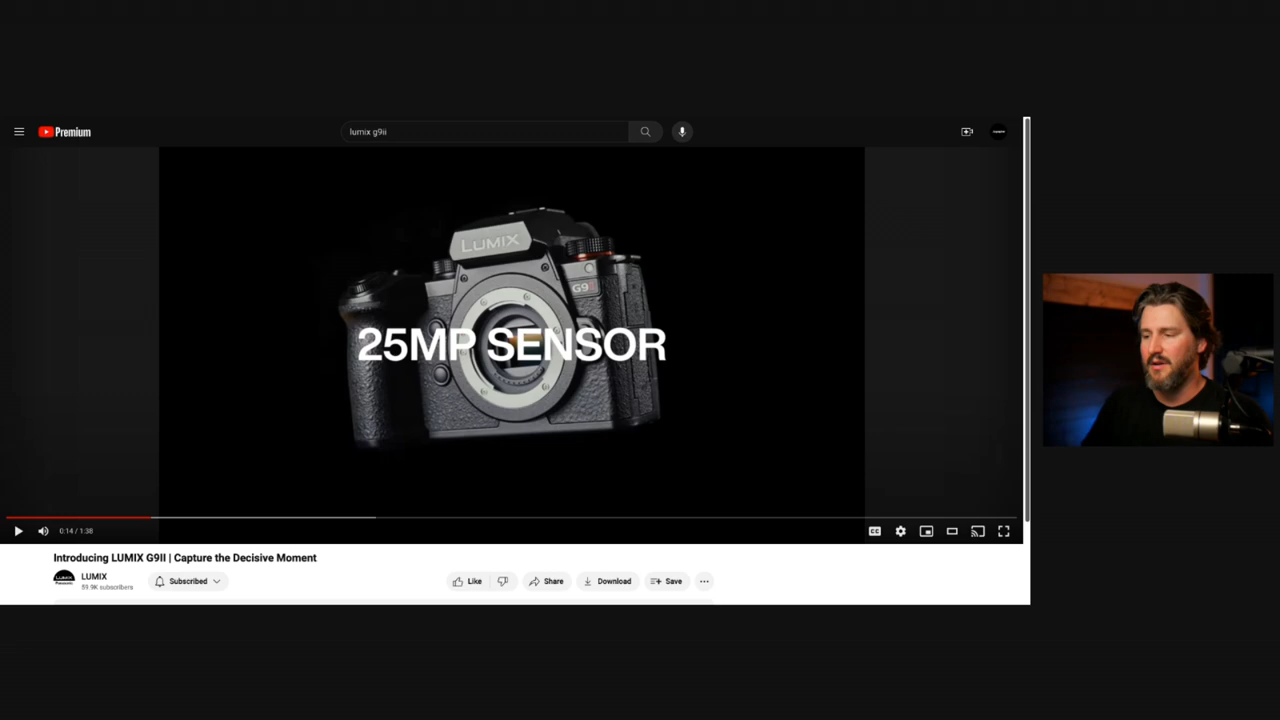 Premium
lumix g9ii
LUMIX
G9II
25MP SENSOR
0:14 / 1:38
CC
Introducing LUMIX G9II | Capture the Decisive Moment
LUMIX
59.9K subscribers
Subscribed
Like
Share
Download
Save